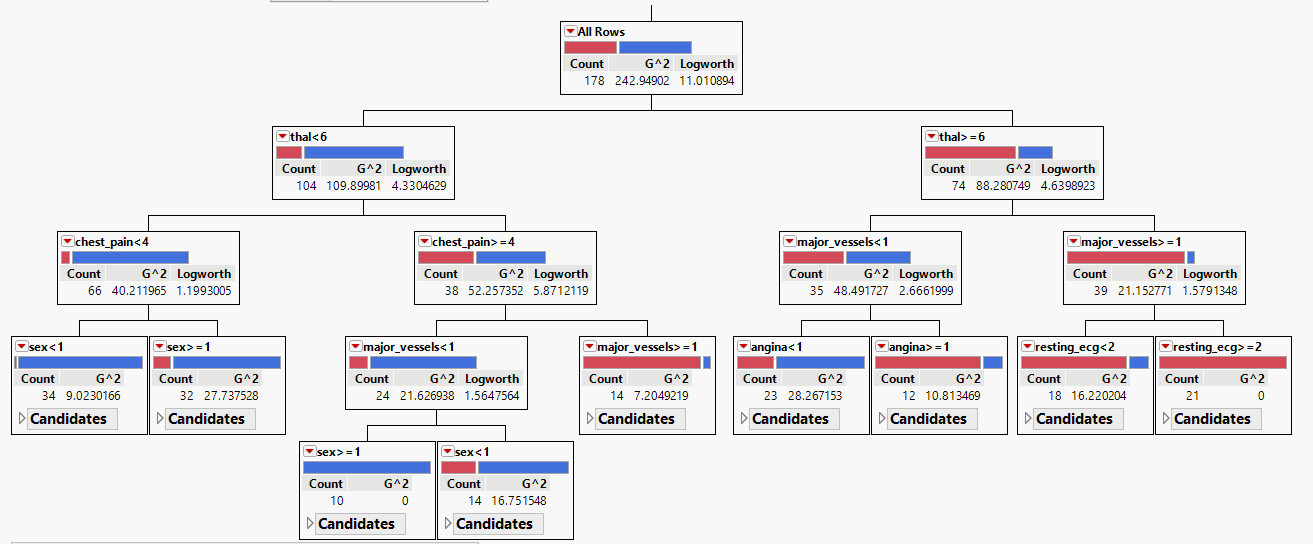 All Rows
Count G^2 Logworth
178 242.94902 11.010894
thal<6
Count G^2 Logworth
104 109.89981 4.3304629
thal>=6
Count G^2 Logworth
74 88.280749 4.6398923
chest_pain<4
Count G^2 Logworth
66 40.211965 1.1993005
chest_pain>=4
Count G^2 Logworth
38 52.257352 5.8712119
major_vessels<1
Count G^2 Logworth
35 48.491727 2.6661999
major_vessels>=1
Count G^2 Logworth
39 21.152771 1.5791348
sex<1
Count G^2
34 9.0230166
Candidates
sex>=1
Count G^2
32 27.737528
Candidates
major_vessels<1
Count G^2 Logworth
24 21.626938 1.5647564
major_vessels>=1
Count G^2
14 7.2049219
Candidates
angina<1
Count G^2
23 28.267153
Candidates
angina>=1
Count G^2
12 10.813469
Candidates
resting_ecg<2
Count G^2
18 16.220204
Candidates
resting_ecg>=2
Count G^2
21 0
Candidates
sex>=1
Count G^2
10 0
Candidates
sex<1
Count G^2
14 16.751548
Candidates